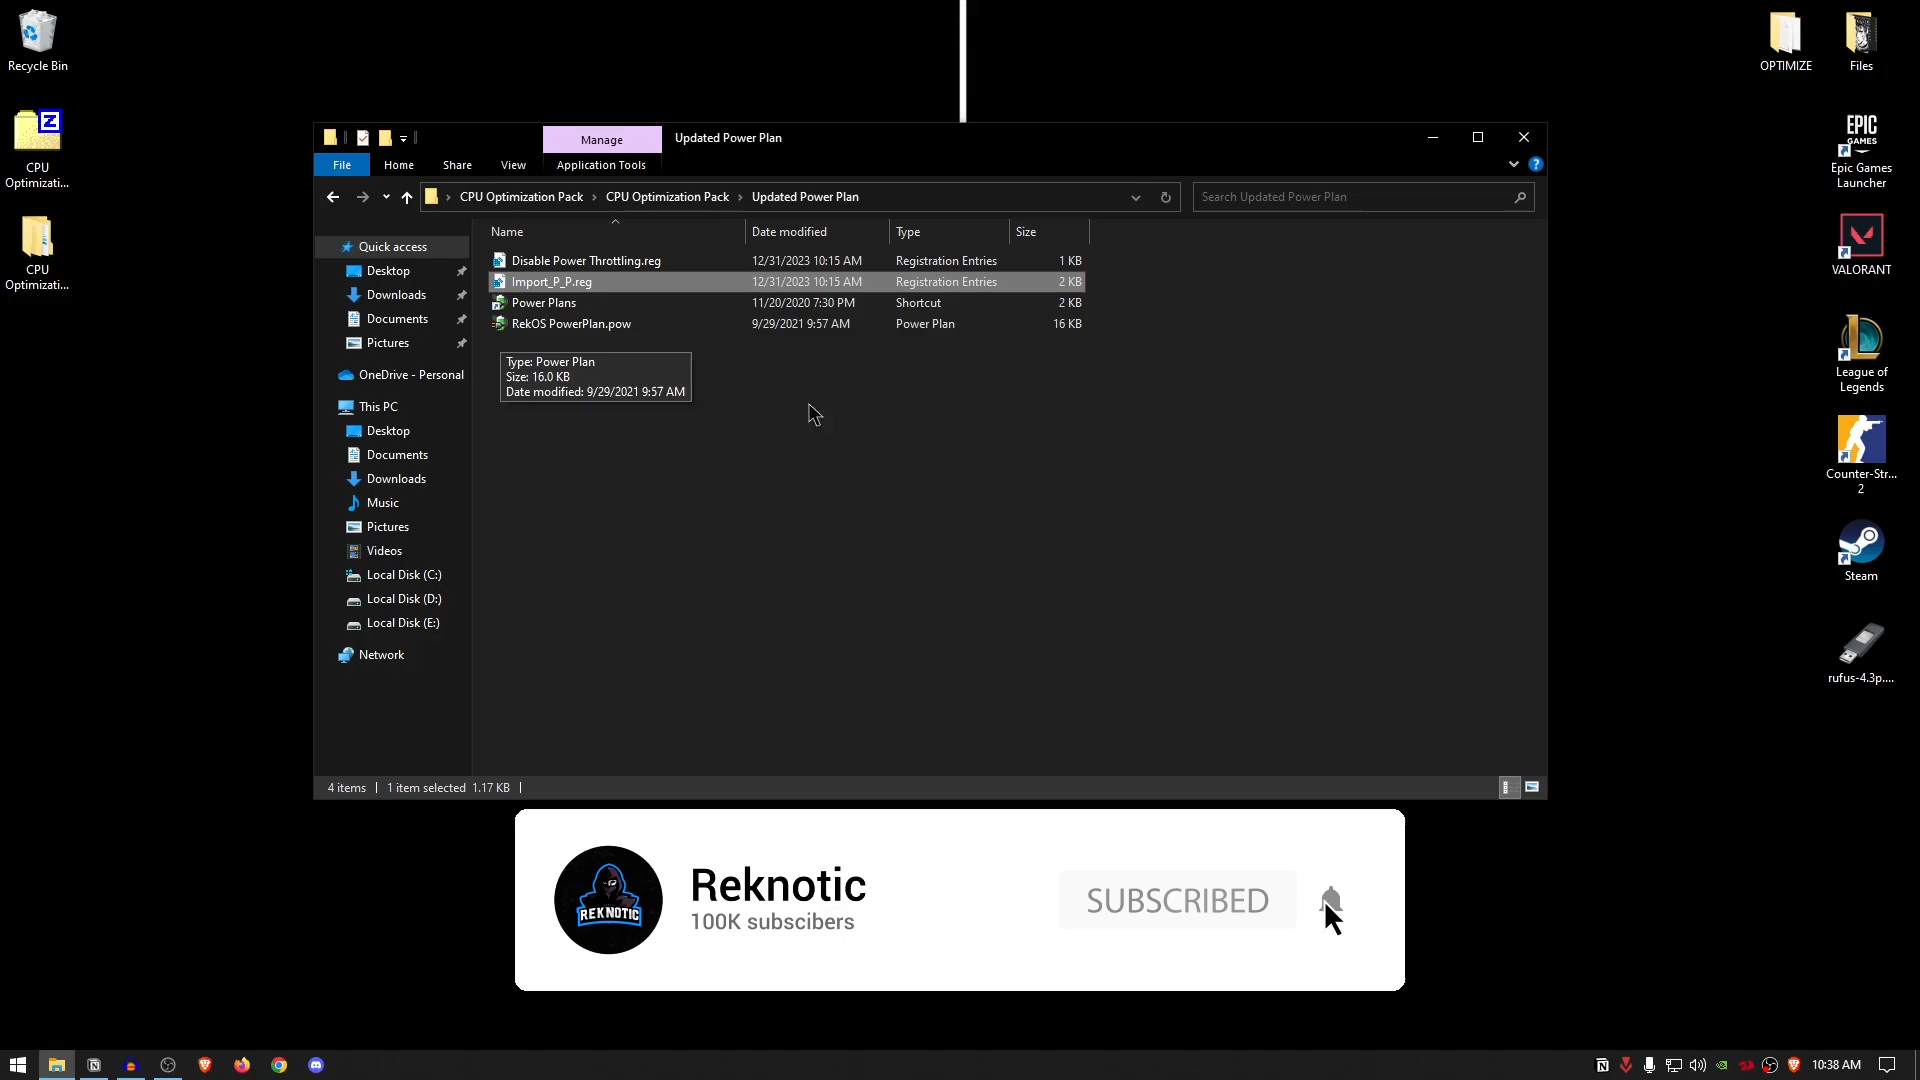 Recycle Bin
CPU
Optimizati...
CPU
Optimizati...
OPTIMIZE
Files
EPIC
GAMES
Epic Games
Launcher
VALORANT
League of
Legends
Counter-Str...
2
Steam
rufus-4.3p....
Manage
Updated Power Plan
File
Home
Share
View
Application Tools
CPU Optimization Pack > CPU Optimization Pack > Updated Power Plan
Search Updated Power Plan
Name
Date modified
Type
Size
Disable Power Throttling.reg 12/31/2023 10:15 AM Registration Entries 1 KB
Import_P_P.reg 12/31/2023 10:15 AM Registration Entries 2 KB
Power Plans 11/20/2020 7:30 PM Shortcut 2 KB
RekOS PowerPlan.pow 9/29/2021 9:57 AM Power Plan 16 KB
Type: Power Plan
Size: 16.0 KB
Date modified: 9/29/2021 9:57 AM
Quick access
Desktop
Downloads
Documents
Pictures
OneDrive - Personal
This PC
Desktop
Documents
Downloads
Music
Pictures
Videos
Local Disk (C:)
Local Disk (D:)
Local Disk (E:)
Network
4 items
1 item selected 1.17 KB
REKNOTIC
Reknotic
100K subscibers
SUBSCRIBED
10:38 AM